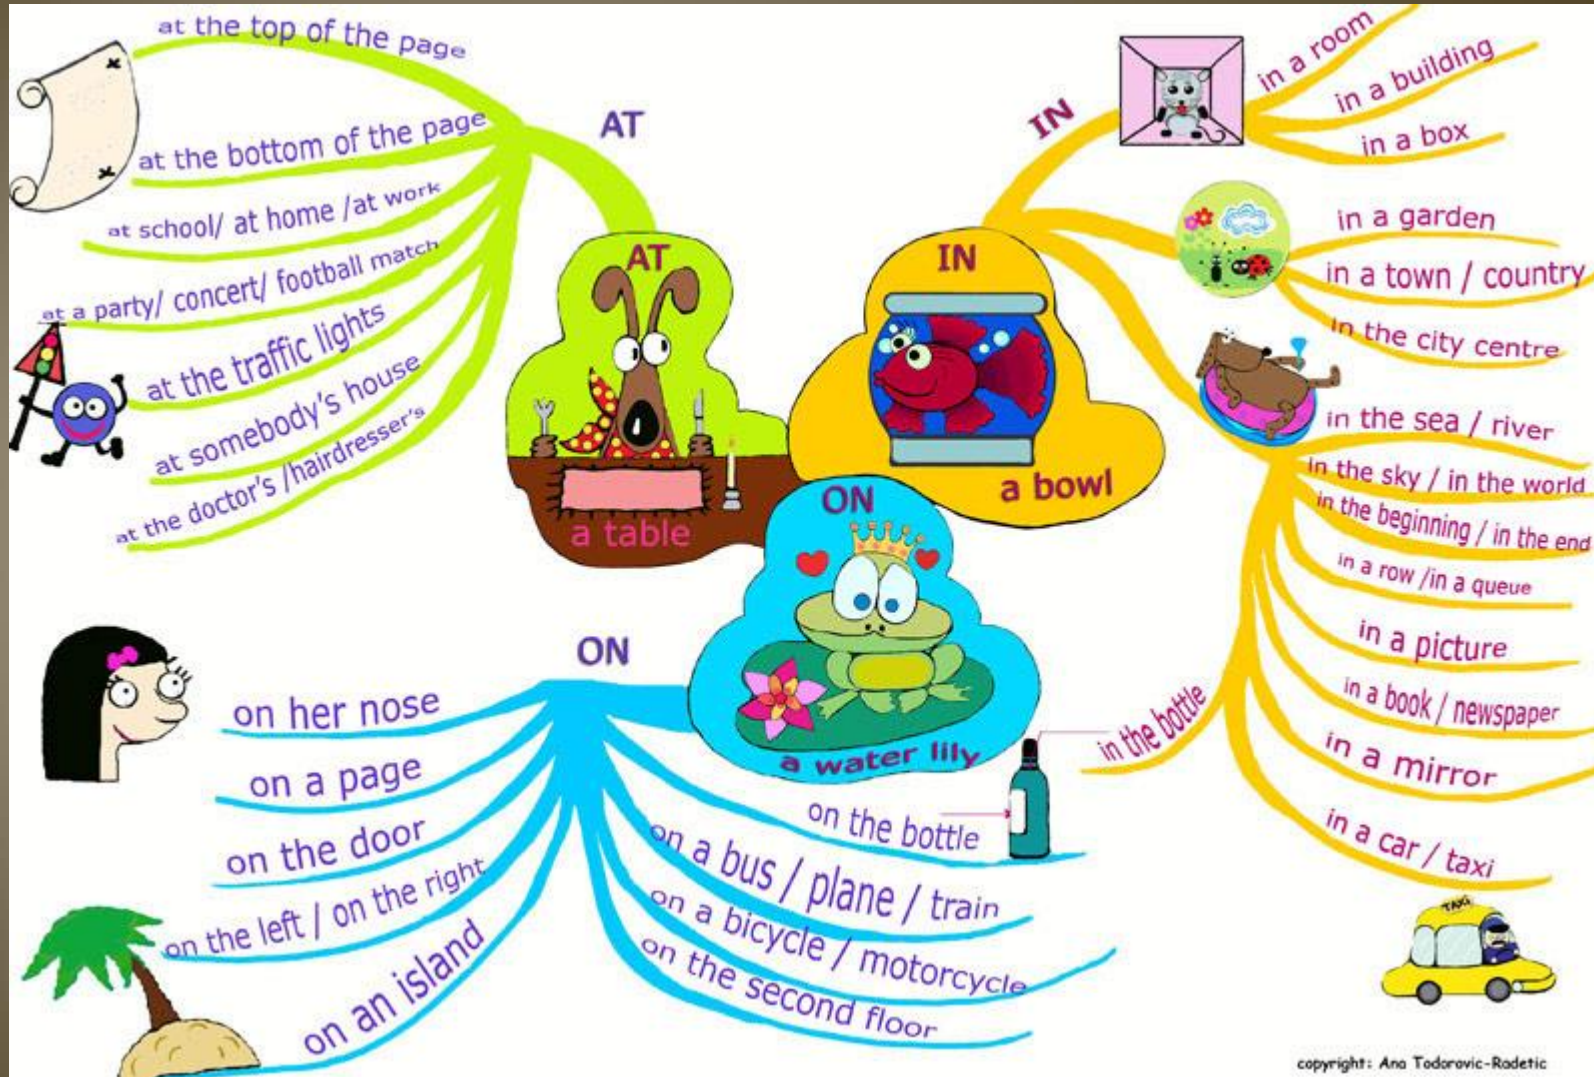 AT
at the top of the page
at the bottom of the page
at school/ at home /at work
at a party/ concert/ football match
at the traffic lights
at somebody's house
at the doctor's /hairdresser's
AT
a table
IN
in a room
in a building
in a box
in a garden
in a town / country
in the city centre
in the sea / river
in the sky / in the world
in the beginning / in the end
in a row /in a queue
in a picture
in a book / newspaper
in a mirror
in a car / taxi
in the bottle
TAXI
IN
a bowl
ON
a water lily
ON
on her nose
on a page
on the door
on the left / on the right
on an island
on the bottle
on a bus / plane / train
on a bicycle / motorcycle
on the second floor
copyright: Ana Todorovic-Radetic